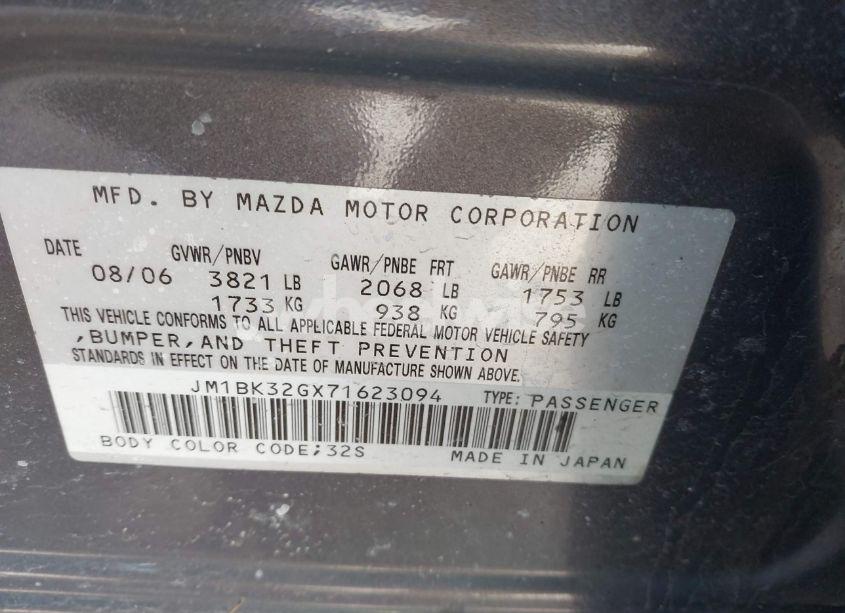 MFD. BY MAZDA MOTOR CORPORATION
DATE GVWR/PNBV GAWR/PNBE FRT GAWR/PNBE RR
08/06 3821 LB 2068 LB 1753 LB
1733 KG 938 KG 795 KG
THIS VEHICLE CONFORMS TO ALL APPLICABLE FEDERAL MOTOR VEHICLE SAFETY
,BUMPER,AND THEFT PREVENTION
STANDARDS IN EFFECT ON THE DATE OF MANUFACTURE SHOWN ABOVE.
JM1BK32GX71623094 TYPE: PASSENGER
BODY COLOR CODE;32S MADE IN JAPAN